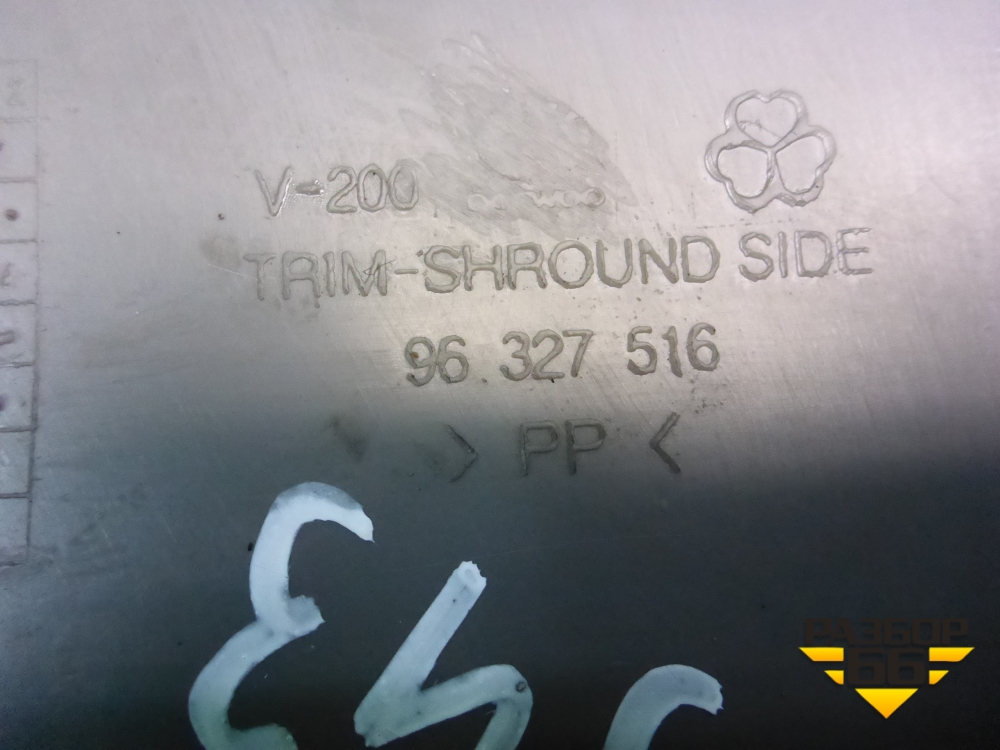 V-200
TRIM-SHROUND SIDE
96 327 516
> PP <
РАЗБОР
66